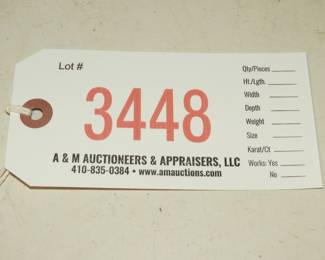 Lot #
3448
A & M AUCTIONEERS & APPRAISERS, LLC
410-835-0384 • www.amauctions.com
Qty/Pieces
Ht./Lgth.
Width
Depth
Weight
Size
Karat/Ct
Works: Yes
No